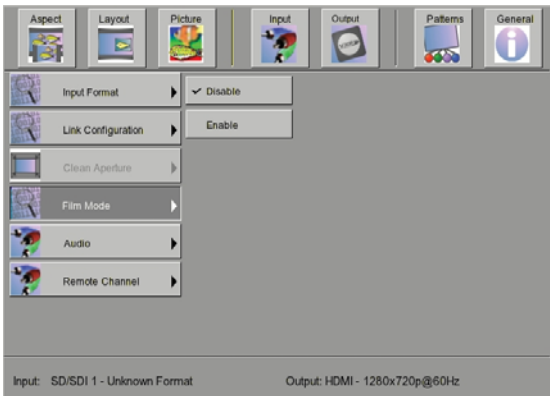 Aspect Layout Picture Input Output Patterns General
Input Format Disable
Enable
Link Configuration
Clean Aperture
Film Mode
Audio
Remote Channel
Input: SD/SDI 1 - Unknown Format Output: HDMI - 1280x720p@60Hz